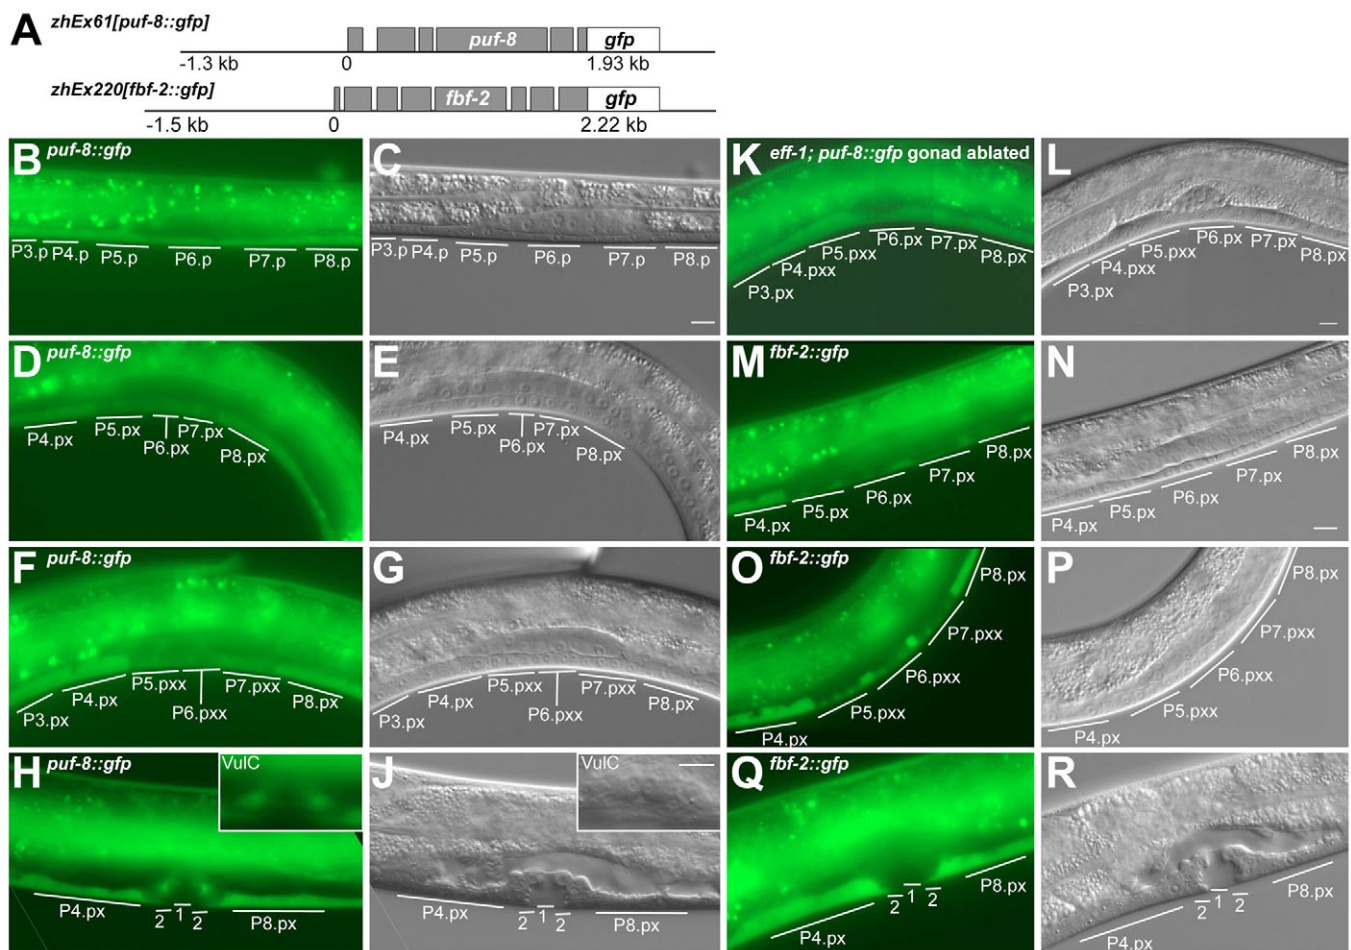 A
zhEx61[puf-8::gfp]
puf-8
gfp
-1.3 kb
0
1.93 kb
zhEx220[fbf-2::gfp]
fbf-2
gfp
-1.5 kb
0
2.22 kb
B puf-8::gfp
P3.p P4.p P5.p P6.p P7.p P8.p
C
P3.p P4.p P5.p P6.p P7.p P8.p
D puf-8::gfp
P4.px P5.px P6.px P7.px P8.px
E
P4.px P5.px P6.px P7.px P8.px
F puf-8::gfp
P3.px P4.px P5.pxx P6.pxx P7.pxx P8.px
G
P3.px P4.px P5.pxx P6.pxx P7.pxx P8.px
H puf-8::gfp
VulC
P4.px 2 1 2 P8.px
J
VulC
P4.px 2 1 2 P8.px
K eff-1; puf-8::gfp gonad ablated
P3.px P4.pxx P5.pxx P6.px P7.px P8.px
L
P3.px P4.pxx P5.pxx P6.px P7.px P8.px
M fbf-2::gfp
P4.px P5.px P6.px P7.px P8.px
N
P4.px P5.px P6.px P7.px P8.px
O fbf-2::gfp
P4.px P5.pxx P6.pxx P7.pxx P8.px
P
P4.px P5.pxx P6.pxx P7.pxx P8.px
Q fbf-2::gfp
P4.px 2 1 2 P8.px
R
P4.px 2 1 2 P8.px